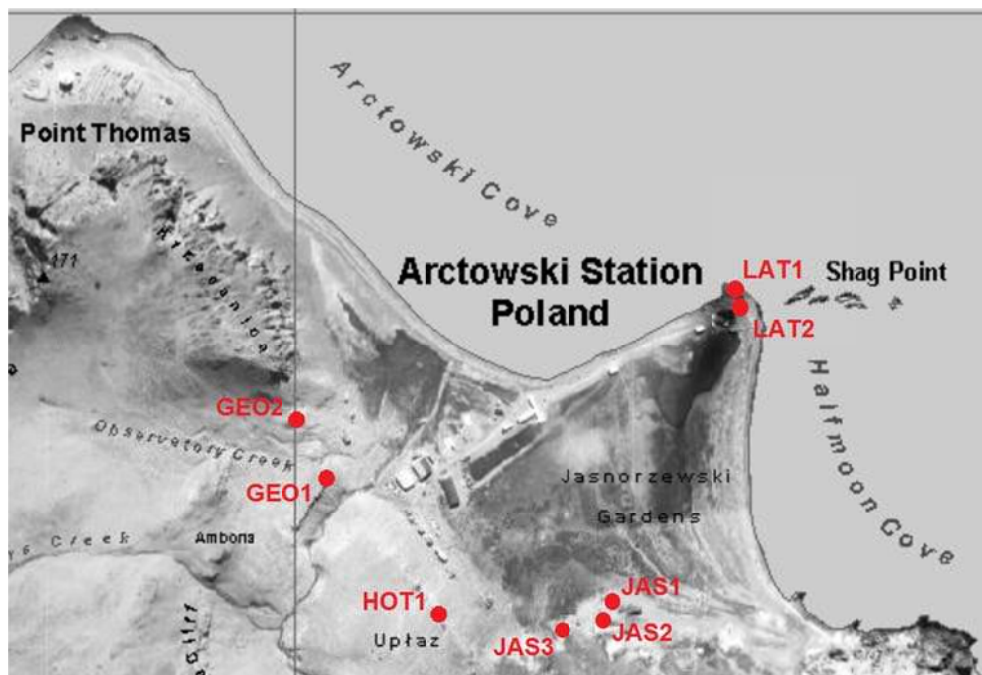 Arctowski Cove
Point Thomas
171
Arctowski Station
Poland
LAT1
Shag Point
LAT2
Halfmoon Cove
GEO2
Observatory Creek
GEO1
Jasnorzewski
Gardens
Creek
Ambona
JAS1
HOT1
JAS2
Upłaz
JAS3